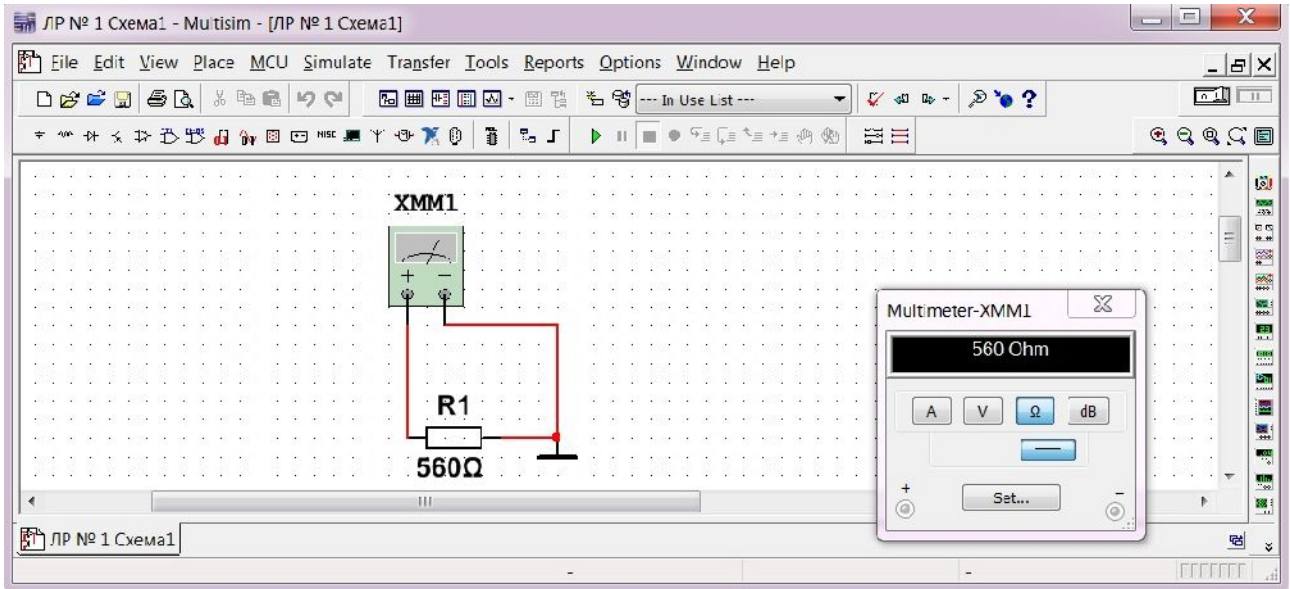 ЛР № 1 Схема1 - Multisim - [ЛР № 1 Схема1]
File Edit View Place MCU Simulate Transfer Tools Reports Options Window Help
--- In Use List ---
XMM1
+ −
R1
560Ω
Multimeter-XMM1
560 Ohm
A V Ω dB
+ Set... −
ЛР № 1 Схема1
- -